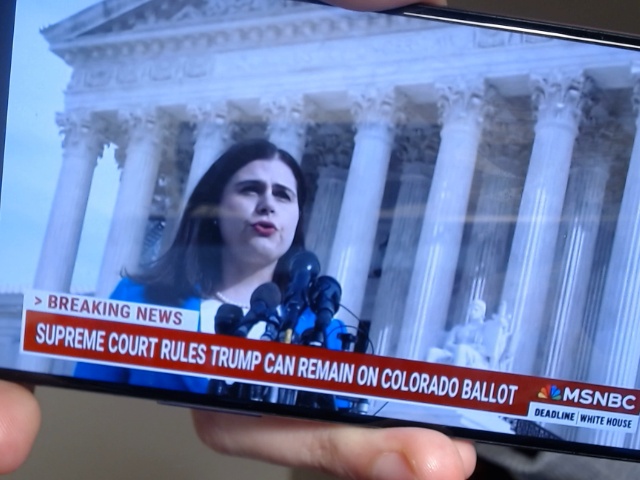 > BREAKING NEWS
SUPREME COURT RULES TRUMP CAN REMAIN ON COLORADO BALLOT
MSNBC
DEADLINE | WHITE HOUSE